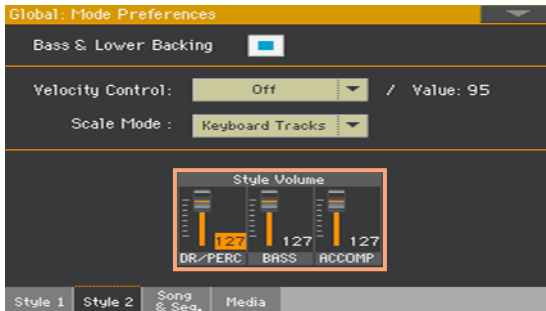 Global: Mode Preferences
Bass & Lower Backing
Velocity Control: Off / Value: 95
Scale Mode : Keyboard Tracks
Style Volume
127 127 127
DR/PERC BASS ACCOMP
Style 1 Style 2 Song & Seq. Media